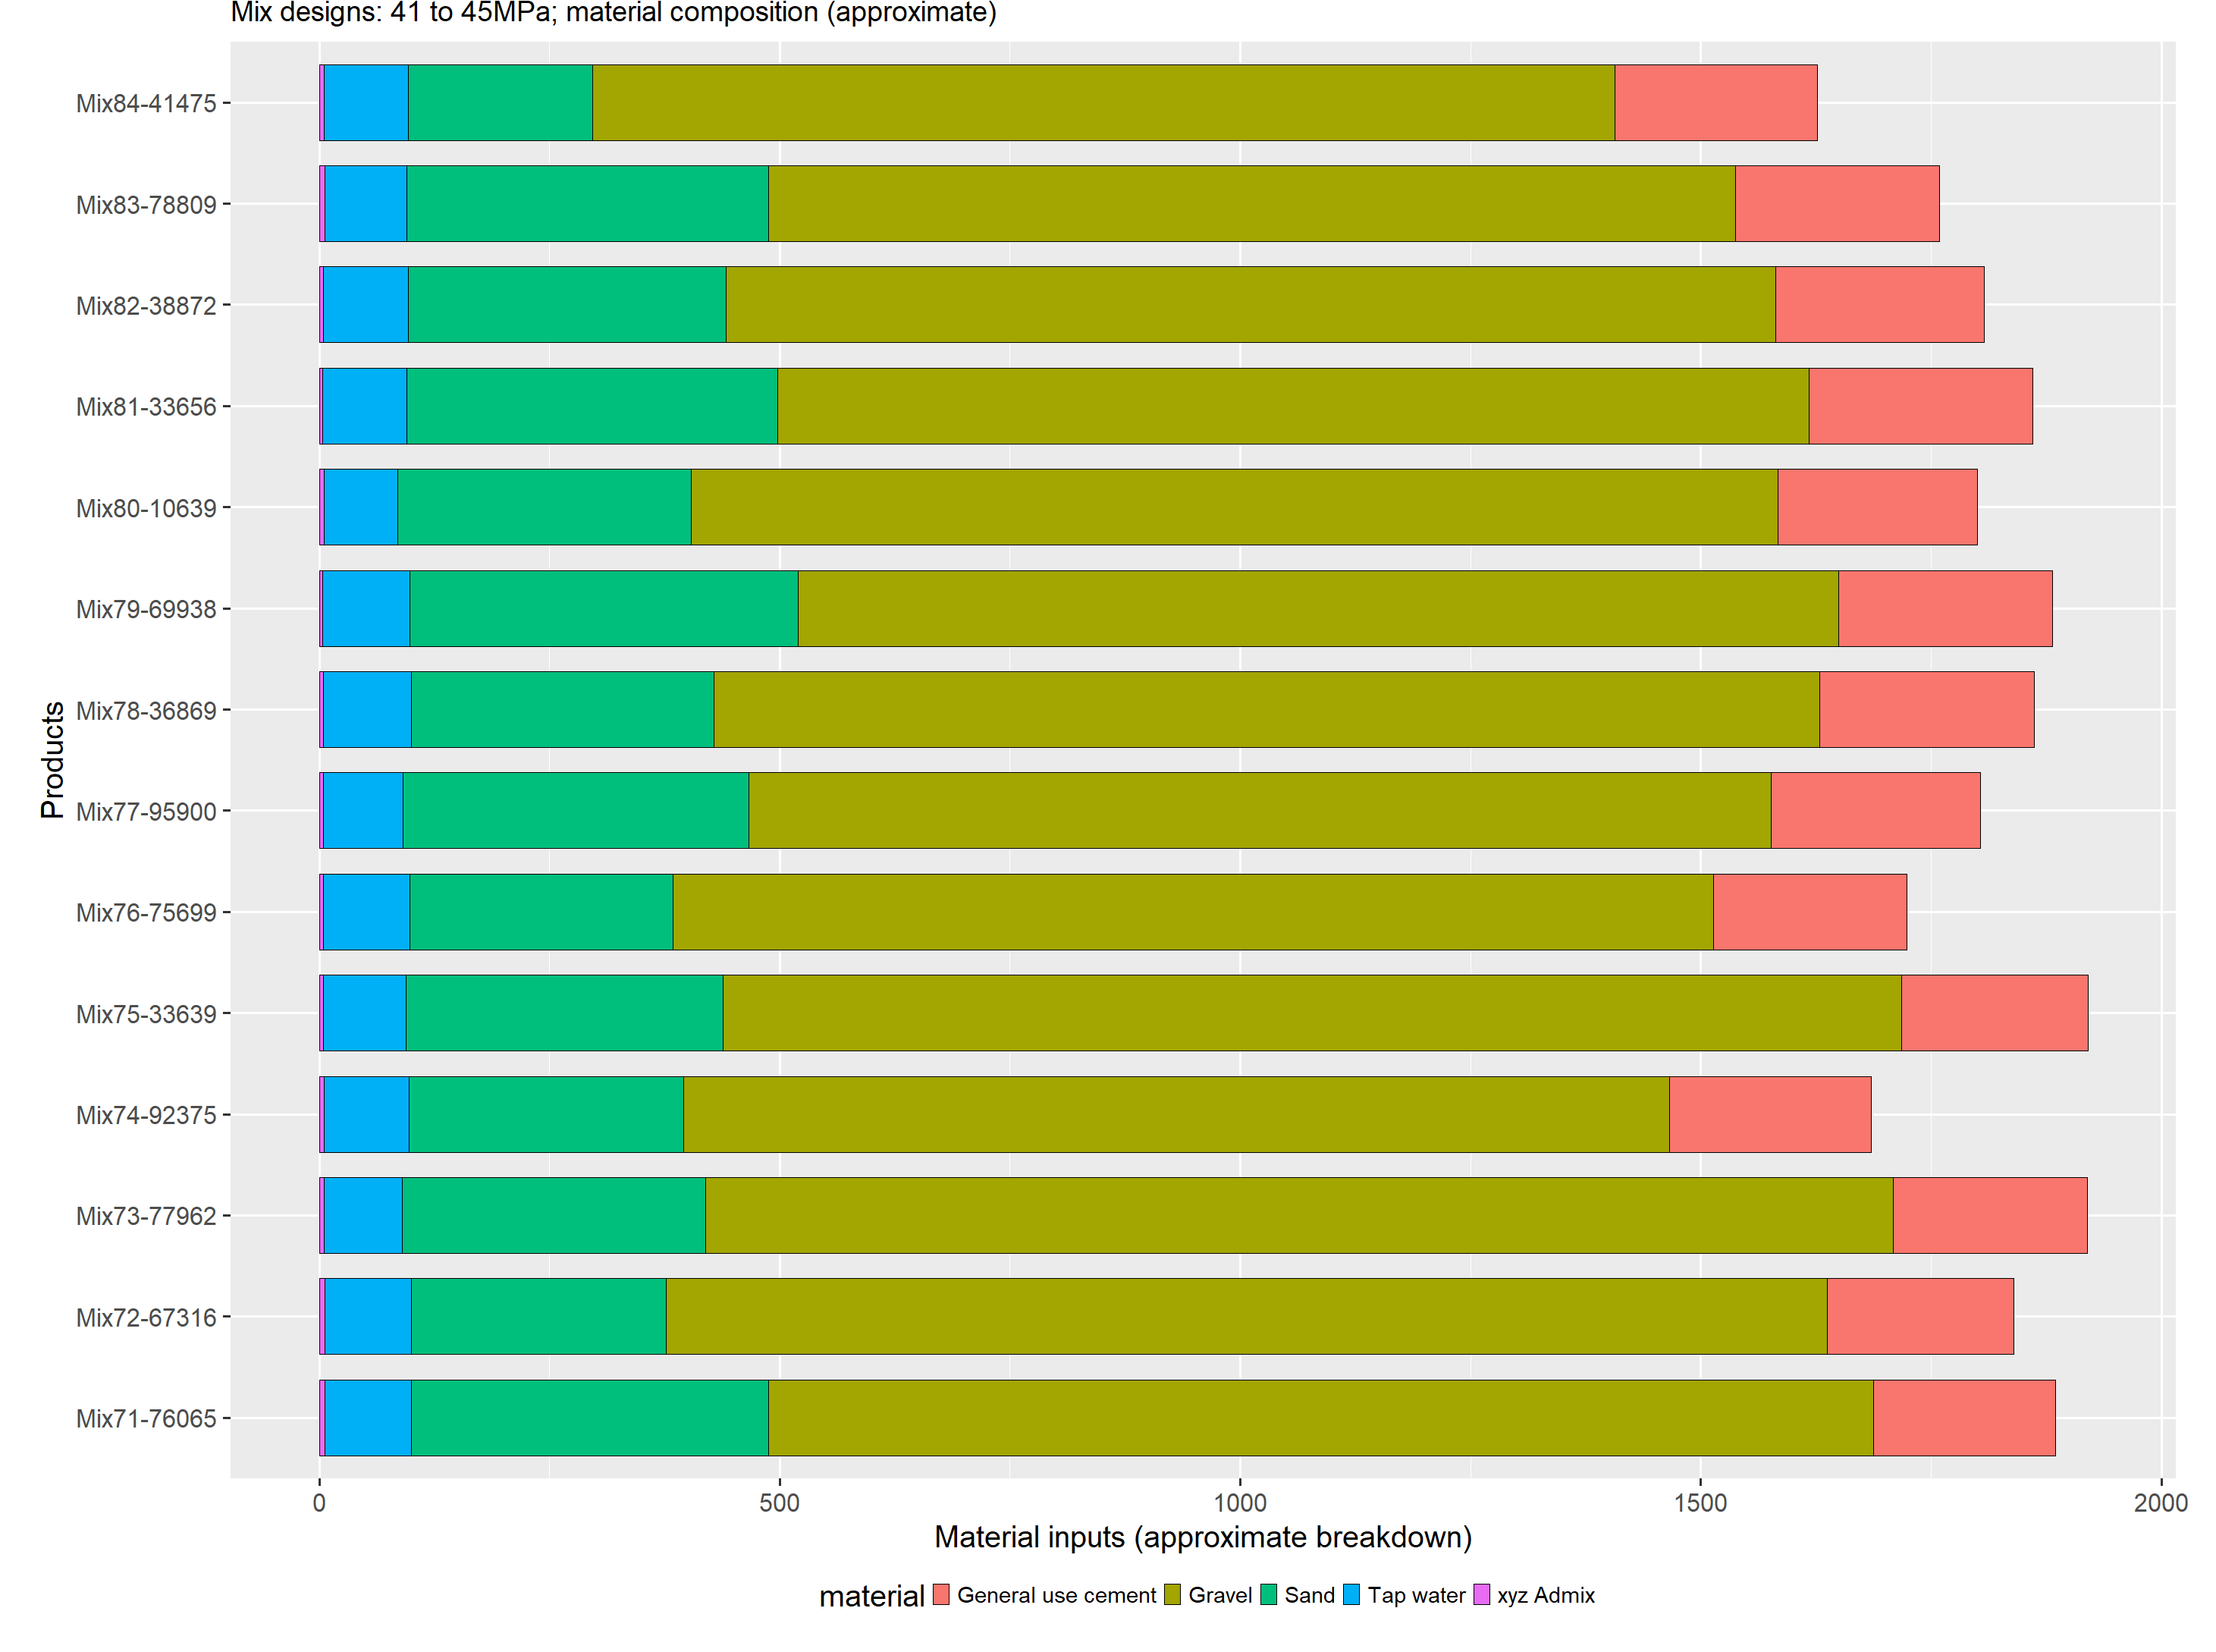 Mix designs: 41 to 45MPa; material composition (approximate)
Mix84-41475
Mix83-78809
Mix82-38872
Mix81-33656
Mix80-10639
Mix79-69938
Mix78-36869
Mix77-95900
Mix76-75699
Mix75-33639
Mix74-92375
Mix73-77962
Mix72-67316
Mix71-76065
Products
0 500 1000 1500 2000
Material inputs (approximate breakdown)
material General use cement Gravel Sand Tap water xyz Admix